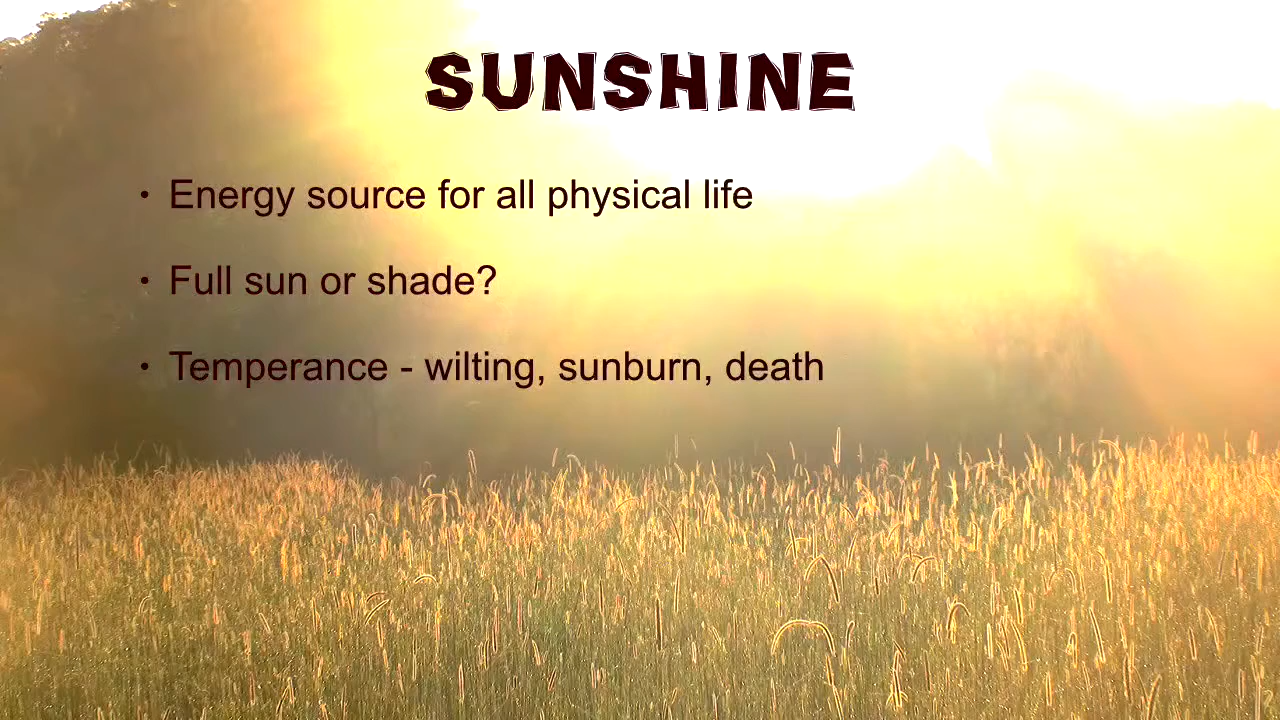 SUNSHINE
• Energy source for all physical life
• Full sun or shade?
• Temperance - wilting, sunburn, death